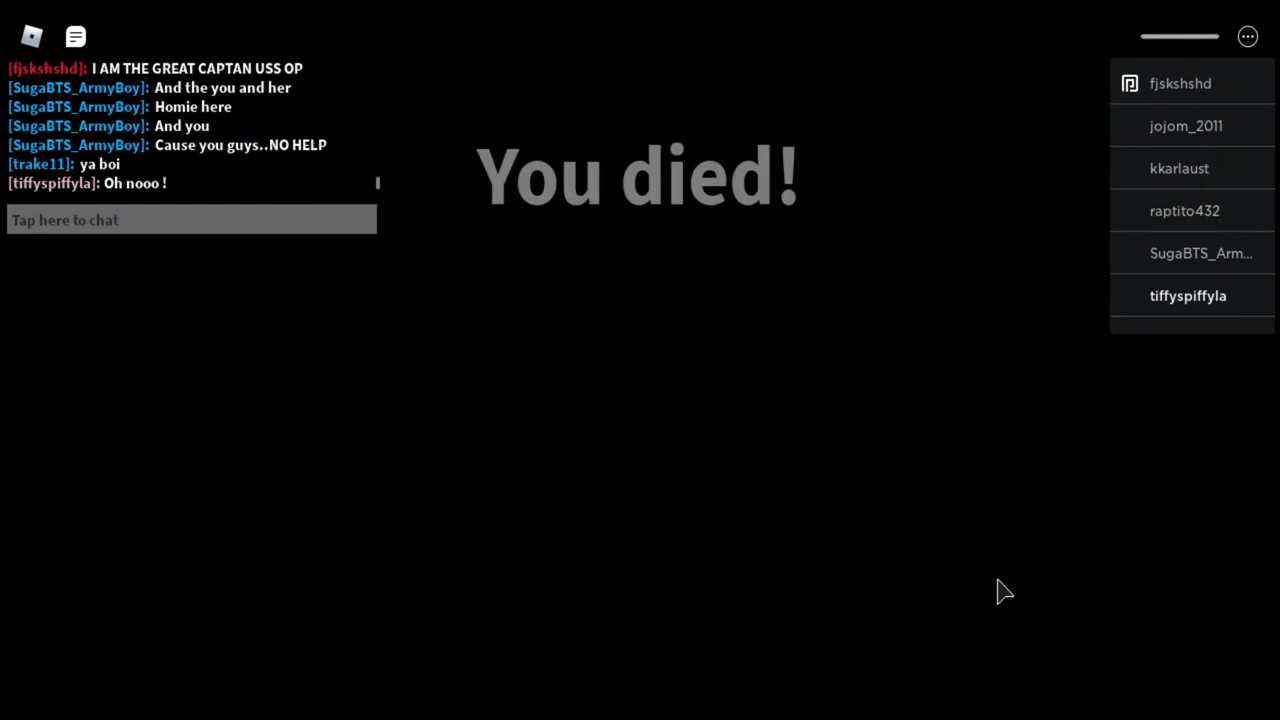 [fjskshshd]: I AM THE GREAT CAPTAN USS OP
[SugaBTS_ArmyBoy]: And the you and her
[SugaBTS_ArmyBoy]: Homie here
[SugaBTS_ArmyBoy]: And you
[SugaBTS_ArmyBoy]: Cause you guys..NO HELP
[trake11]: ya boi
[tiffyspiffyla]: Oh nooo !
Tap here to chat
You died!
fjskshshd
jojom_2011
kkarlaust
raptito432
SugaBTS_Arm...
tiffyspiffyla